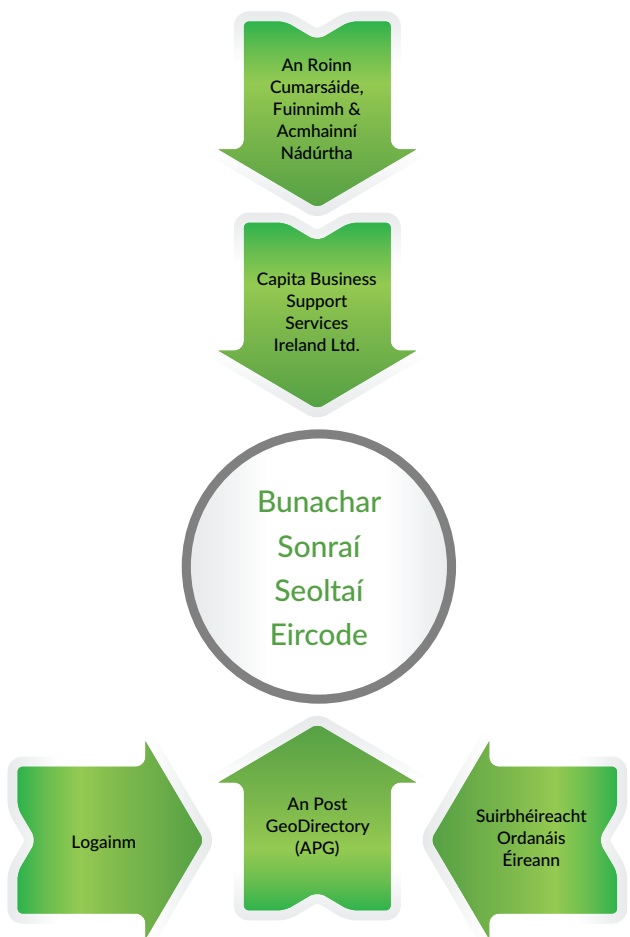 An Roinn
Cumarsáide,
Fuinnimh &
Acmhainní
Nádúrtha
Capita Business
Support
Services
Ireland Ltd.
Bunachar
Sonraí
Seoltaí
Eircode
Logainm
An Post
GeoDirectory
(APG)
Suirbhéireacht
Ordanáis
Éireann